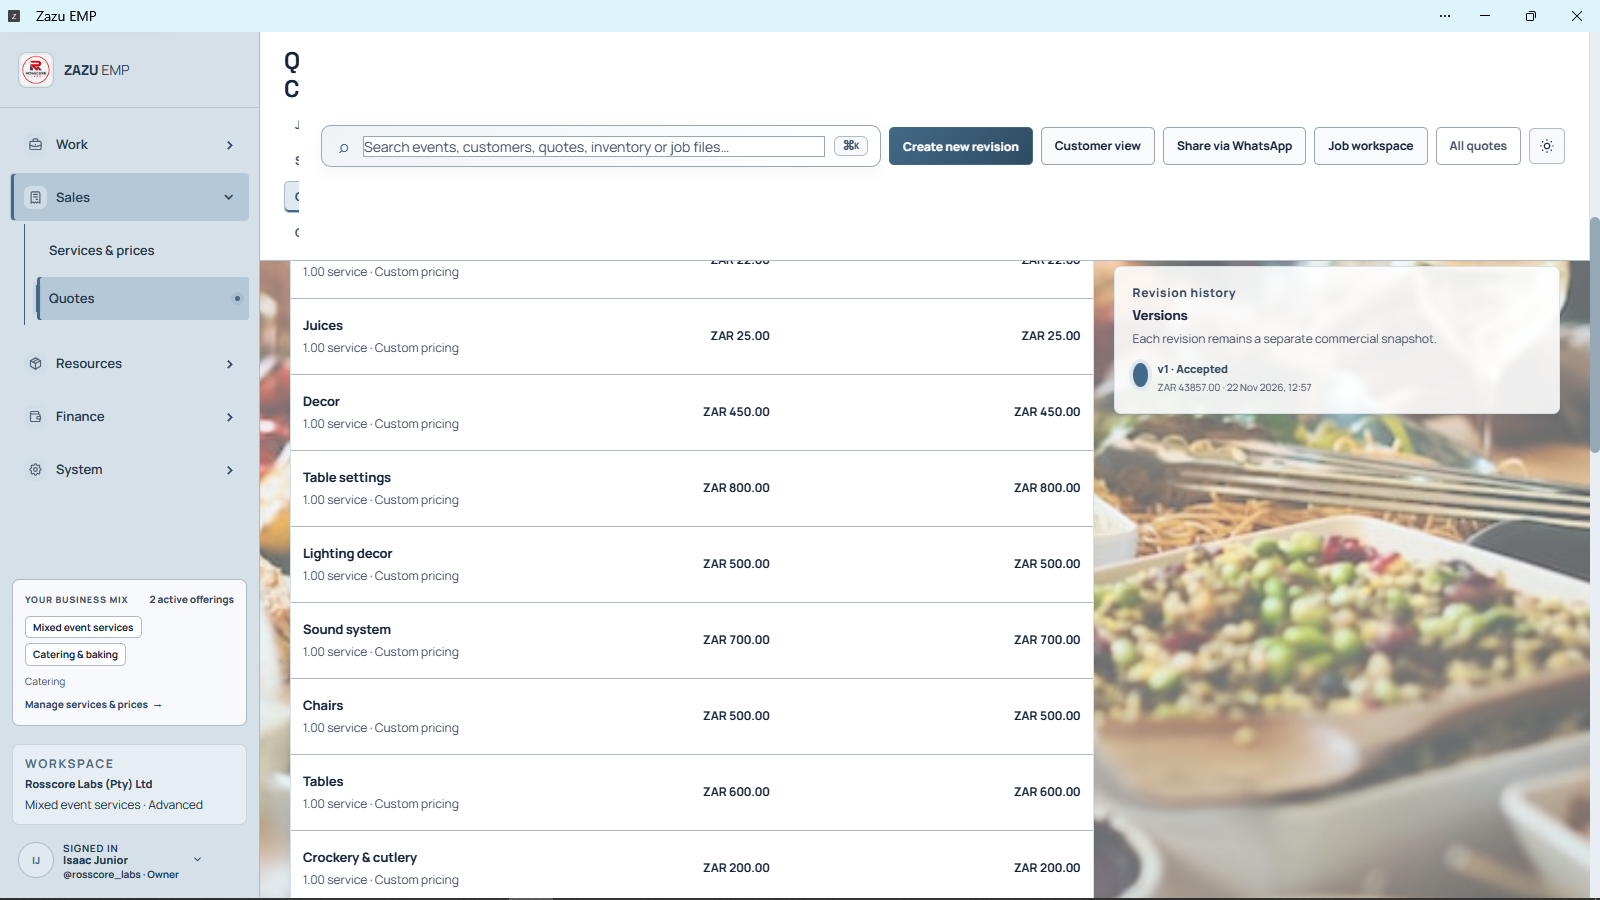 Zazu EMP
ZAZU EMP
Work
Sales
Services & prices
Quotes
Resources
Finance
System
YOUR BUSINESS MIX 2 active offerings
Mixed event services
Catering & baking
Catering
Manage services & prices →
WORKSPACE
Rosscore Labs (Pty) Ltd
Mixed event services · Advanced
IJ
SIGNED IN
Isaac Junior
@rosscore_labs · Owner
Q
C
Search events, customers, quotes, inventory or job files...
⌘K
Create new revision
Customer view
Share via WhatsApp
Job workspace
All quotes
1.00 service · Custom pricing
Juices
1.00 service · Custom pricing
ZAR 25.00 ZAR 25.00
Decor
1.00 service · Custom pricing
ZAR 450.00 ZAR 450.00
Table settings
1.00 service · Custom pricing
ZAR 800.00 ZAR 800.00
Lighting decor
1.00 service · Custom pricing
ZAR 500.00 ZAR 500.00
Sound system
1.00 service · Custom pricing
ZAR 700.00 ZAR 700.00
Chairs
1.00 service · Custom pricing
ZAR 500.00 ZAR 500.00
Tables
1.00 service · Custom pricing
ZAR 600.00 ZAR 600.00
Crockery & cutlery
1.00 service · Custom pricing
ZAR 200.00 ZAR 200.00
Revision history
Versions
Each revision remains a separate commercial snapshot.
v1 · Accepted
ZAR 43857.00 · 22 Nov 2026, 12:57